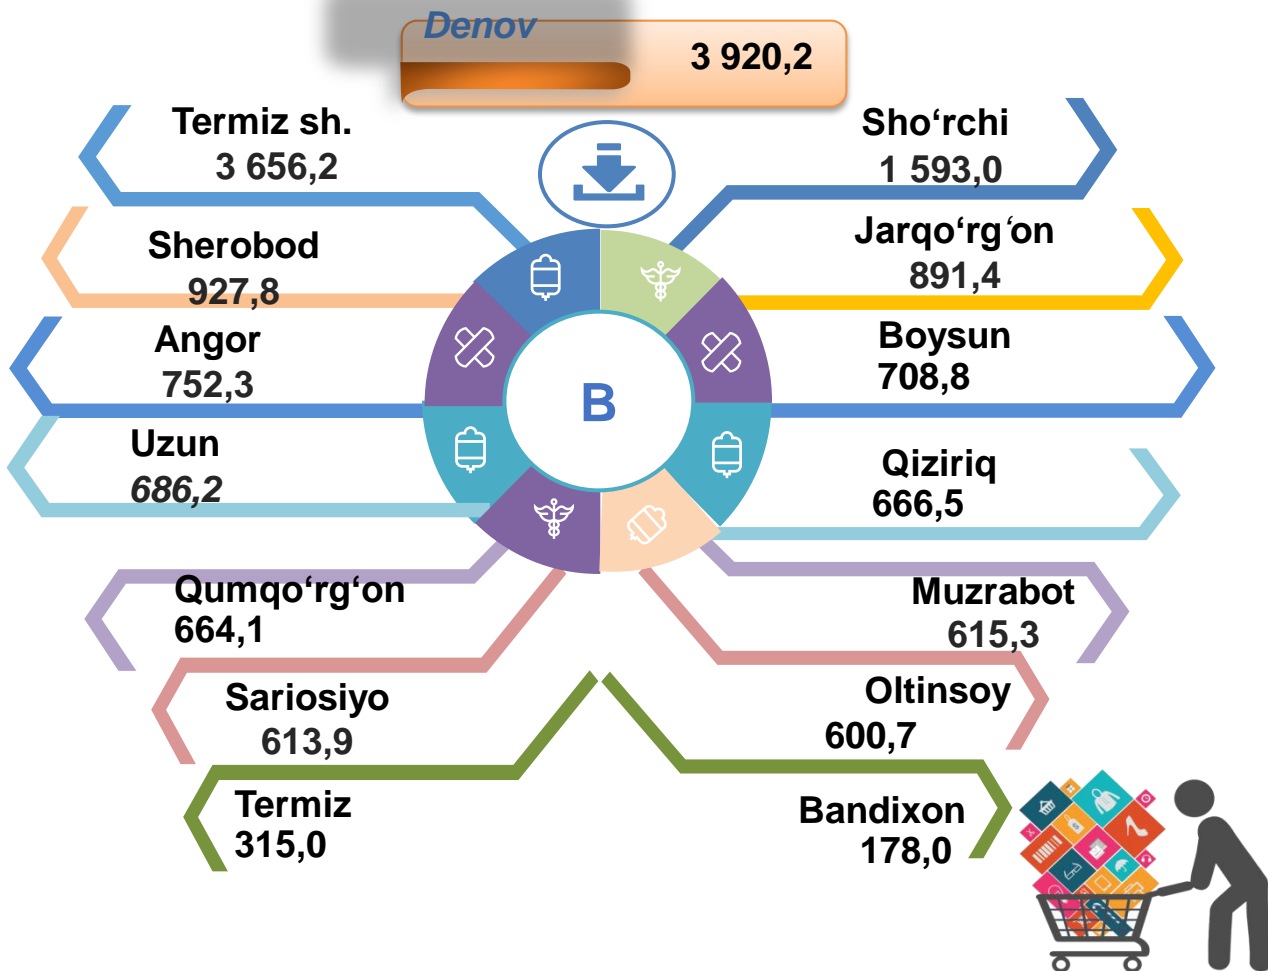 Denov
3 920,2
Termiz sh.
3 656,2
Sho‘rchi
1 593,0
Sherobod
927,8
Jarqo‘rg‘on
891,4
Angor
752,3
Boysun
708,8
B
Uzun
686,2
Qiziriq
666,5
Qumqo‘rg‘on
664,1
Muzrabot
615,3
Sariosiyo
613,9
Oltinsoy
600,7
Termiz
315,0
Bandixon
178,0